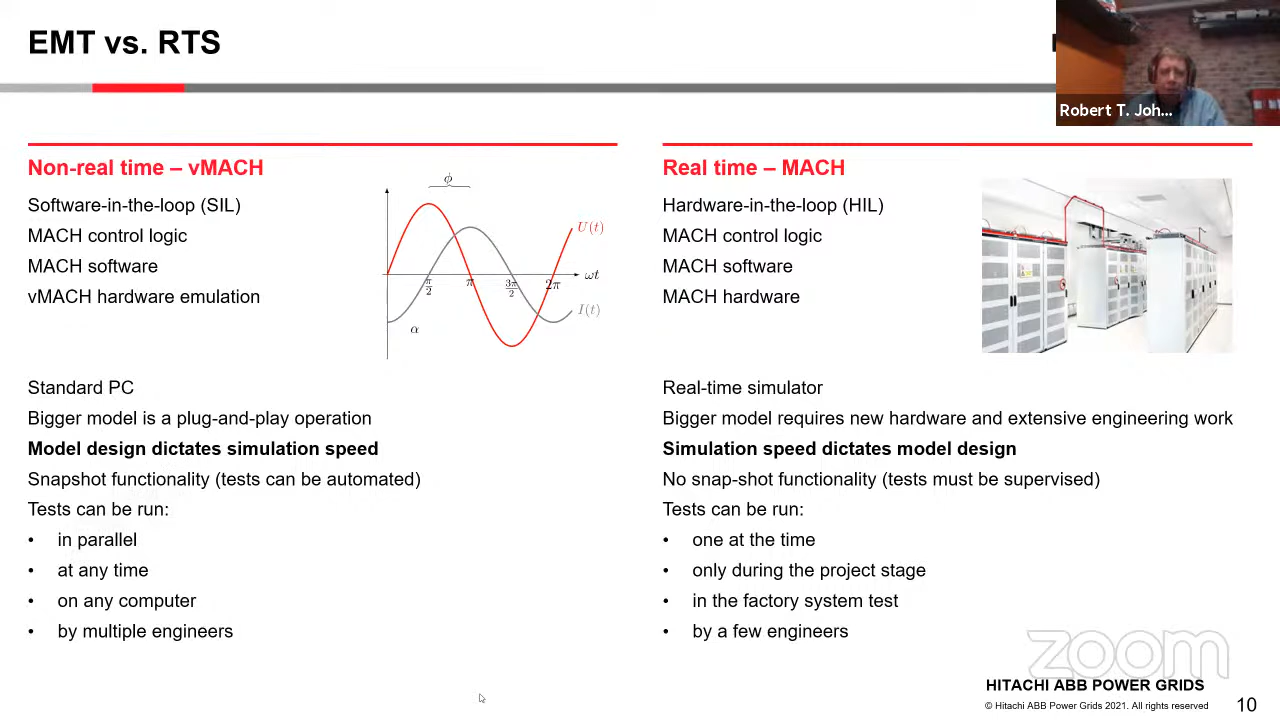 EMT vs. RTS
Robert T. Joh...
Non-real time – vMACH
Software-in-the-loop (SIL)
MACH control logic
MACH software
vMACH hardware emulation
ϕ
U(t)
ωt
π/2
π
3π/2
2π
I(t)
α
Standard PC
Bigger model is a plug-and-play operation
Model design dictates simulation speed
Snapshot functionality (tests can be automated)
Tests can be run:
• in parallel
• at any time
• on any computer
• by multiple engineers
Real time – MACH
Hardware-in-the-loop (HIL)
MACH control logic
MACH software
MACH hardware
Real-time simulator
Bigger model requires new hardware and extensive engineering work
Simulation speed dictates model design
No snap-shot functionality (tests must be supervised)
Tests can be run:
• one at the time
• only during the project stage
• in the factory system test
• by a few engineers
zoom
HITACHI ABB POWER GRIDS
© Hitachi ABB Power Grids 2021. All rights reserved
10